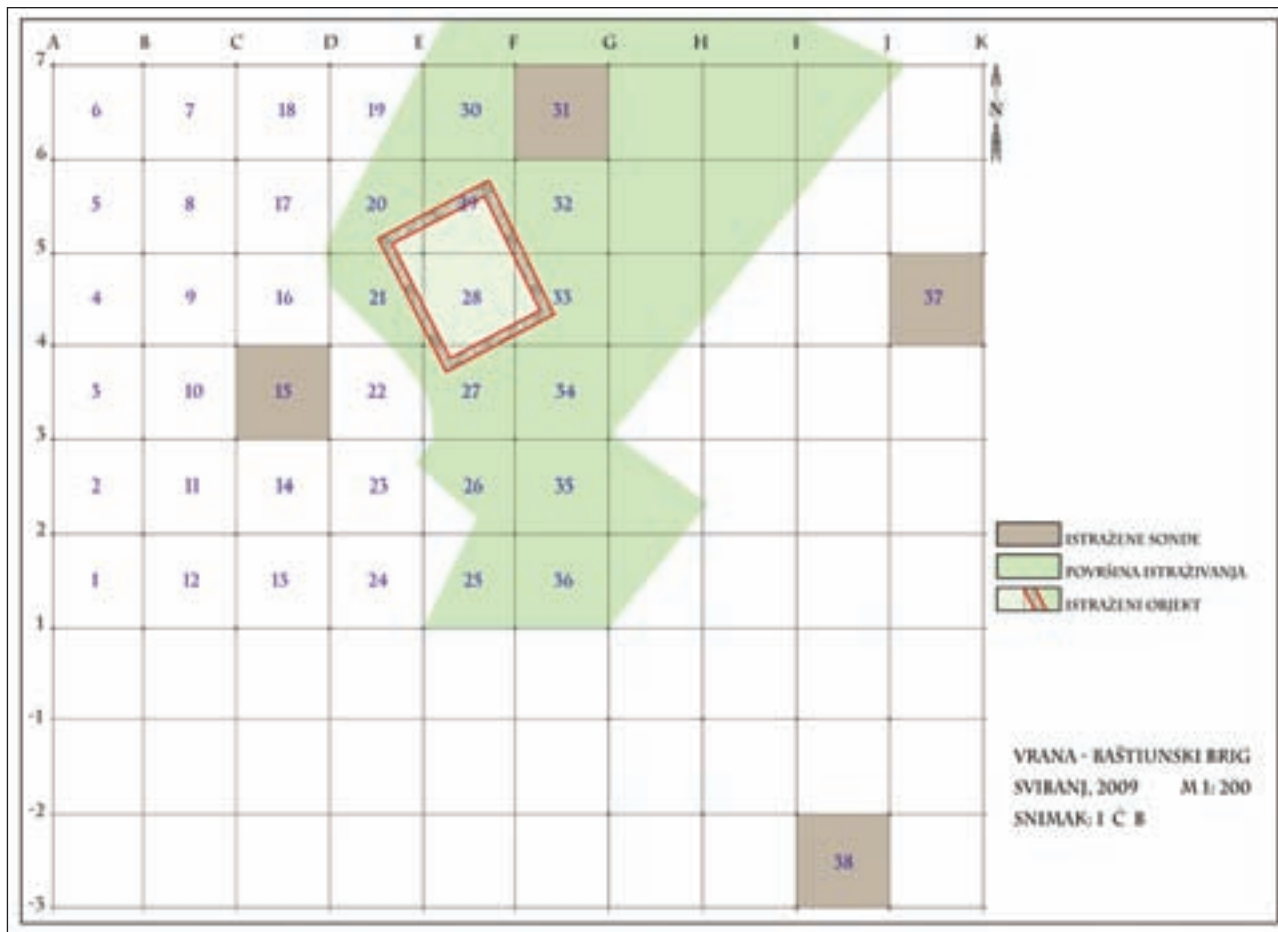 A B C D E F G H I J K
7
6 7 18 19 30 31
N
6
5 8 17 20 29 32
5
4 9 16 21 28 33 37
4
3 10 15 22 27 34
3
2 11 14 23 26 35
2
1 12 13 24 25 36
1
-1
-2
38
-3
ISTRAŽENE SONDE
POVRŠINA ISTRAŽIVANJA
ISTRAŽENI OBJEKT
VRANA - BAŠTIUNSKI BRIG
SVIBANJ, 2009 M 1: 200
SNIMAK: I Č B